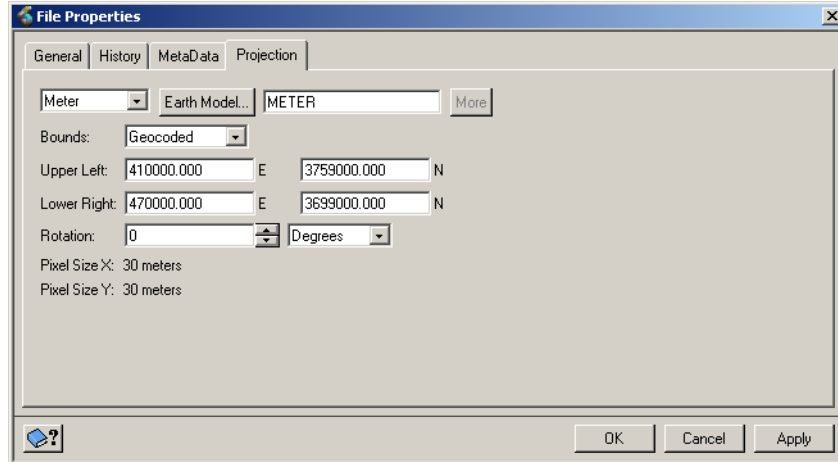 File Properties
General History MetaData Projection
Meter Earth Model... METER More
Bounds: Geocoded
Upper Left: 410000.000 E 3759000.000 N
Lower Right: 470000.000 E 3699000.000 N
Rotation: 0 Degrees
Pixel Size X: 30 meters
Pixel Size Y: 30 meters
? OK Cancel Apply